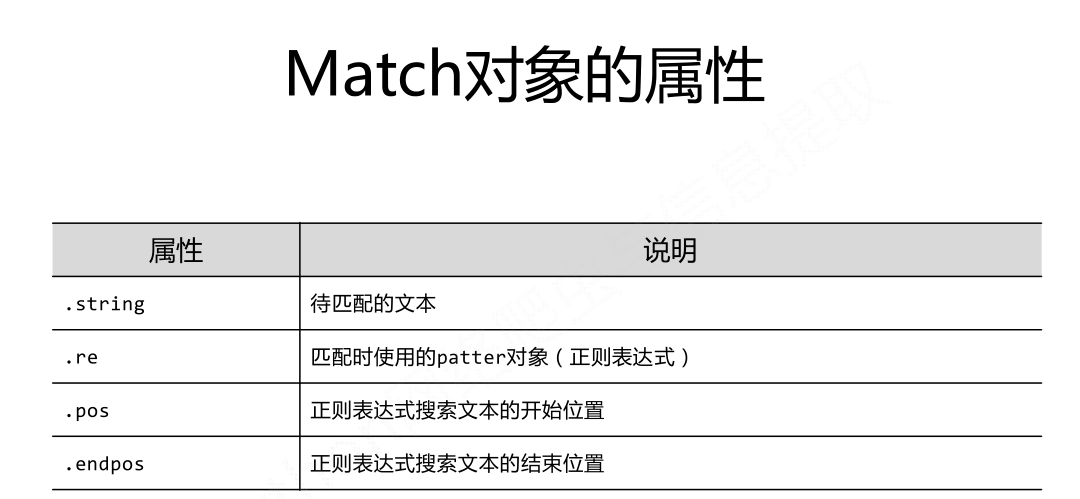 Match对象的属性
属性 说明
.string 待匹配的文本
.re 匹配时使用的patter对象（正则表达式）
.pos 正则表达式搜索文本的开始位置
.endpos 正则表达式搜索文本的结束位置